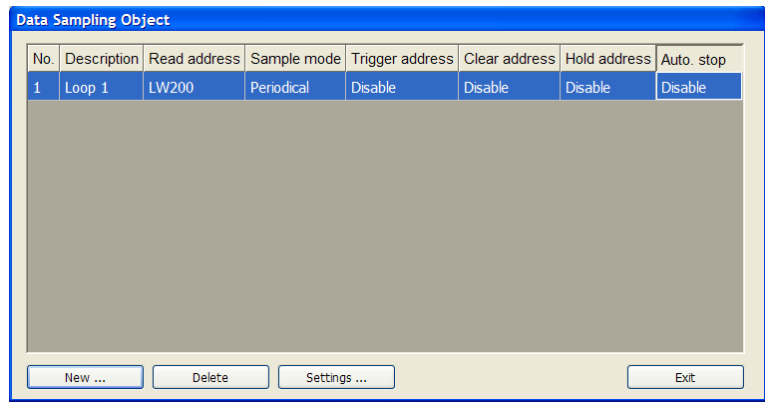 Data Sampling Object
No. Description Read address Sample mode Trigger address Clear address Hold address Auto. stop
1 Loop 1 LW200 Periodical Disable Disable Disable Disable
New ... Delete Settings ... Exit